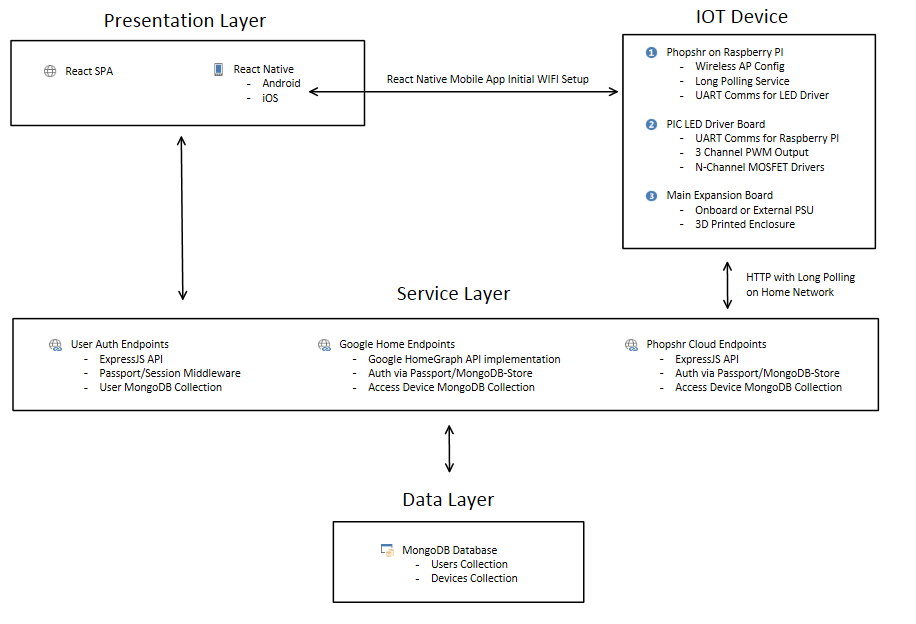 Presentation Layer
React SPA
React Native
- Android
- iOS
React Native Mobile App Initial WIFI Setup
IOT Device
1 Phopshr on Raspberry PI
- Wireless AP Config
- Long Polling Service
- UART Comms for LED Driver
2 PIC LED Driver Board
- UART Comms for Raspberry PI
- 3 Channel PWM Output
- N-Channel MOSFET Drivers
3 Main Expansion Board
- Onboard or External PSU
- 3D Printed Enclosure
HTTP with Long Polling
on Home Network
Service Layer
User Auth Endpoints
- ExpressJS API
- Passport/Session Middleware
- User MongoDB Collection
Google Home Endpoints
- Google HomeGraph API implementation
- Auth via Passport/MongoDB-Store
- Access Device MongoDB Collection
Phopshr Cloud Endpoints
- ExpressJS API
- Auth via Passport/MongoDB-Store
- Access Device MongoDB Collection
Data Layer
MongoDB Database
- Users Collection
- Devices Collection